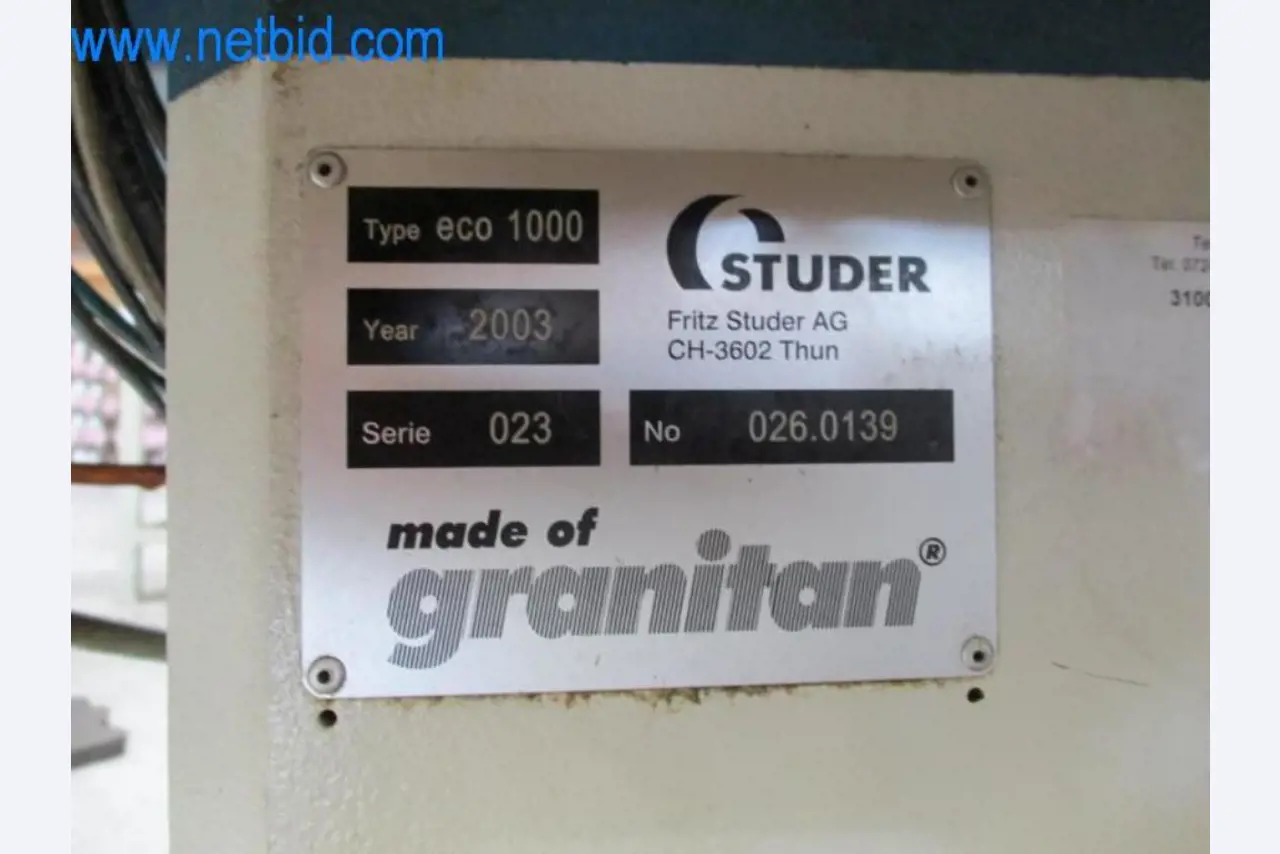 www.netbid.com
Type eco 1000
STUDER
Fritz Studer AG
CH-3602 Thun
Year 2003
Serie 023
No 026.0139
made of
granitan®